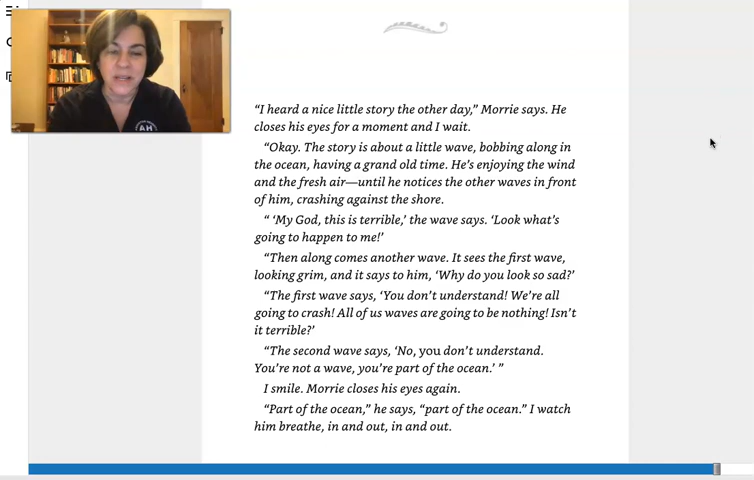 AH
“I heard a nice little story the other day,” Morrie says. He
closes his eyes for a moment and I wait.
“Okay. The story is about a little wave, bobbing along in
the ocean, having a grand old time. He’s enjoying the wind
and the fresh air—until he notices the other waves in front
of him, crashing against the shore.
“ ‘My God, this is terrible,’ the wave says. ‘Look what’s
going to happen to me!’
“Then along comes another wave. It sees the first wave,
looking grim, and it says to him, ‘Why do you look so sad?’
“The first wave says, ‘You don’t understand! We’re all
going to crash! All of us waves are going to be nothing! Isn’t
it terrible?’
“The second wave says, ‘No, you don’t understand.
You’re not a wave, you’re part of the ocean.’ ”
I smile. Morrie closes his eyes again.
“Part of the ocean,” he says, “part of the ocean.” I watch
him breathe, in and out, in and out.